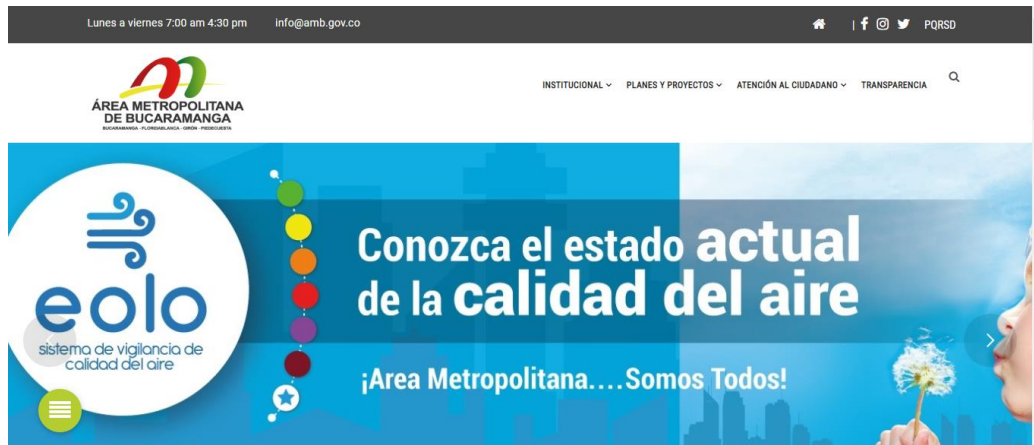 Lunes a viernes 7:00 am 4:30 pm info@amb.gov.co | PQRSD
ÁREA METROPOLITANA
DE BUCARAMANGA
BUCARAMANGA - FLORIDABLANCA - GIRÓN - PIEDECUESTA
INSTITUCIONAL PLANES Y PROYECTOS ATENCIÓN AL CIUDADANO TRANSPARENCIA
eolo
sistema de vigilancia de
calidad del aire
Conozca el estado actual
de la calidad del aire
¡Area Metropolitana....Somos Todos!